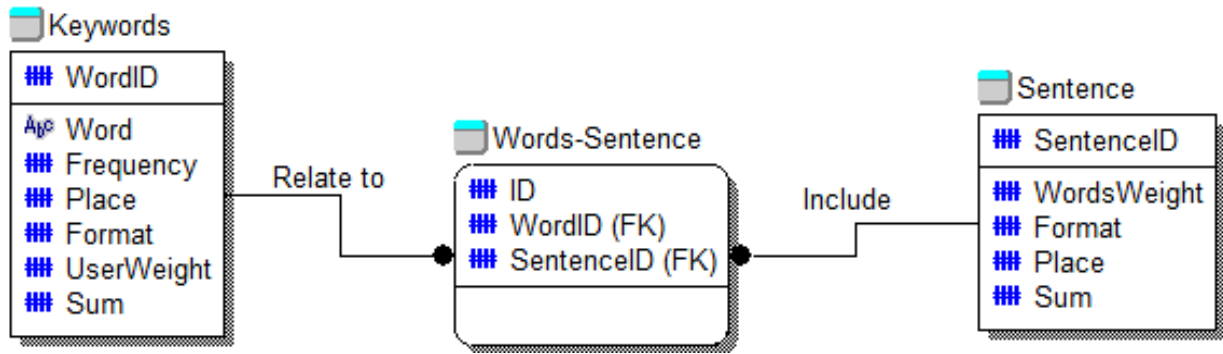 Keywords
WordID
Abc Word
Frequency
Place
Format
UserWeight
Sum
Relate to
Words-Sentence
ID
WordID (FK)
SentenceID (FK)
Include
Sentence
SentenceID
WordsWeight
Format
Place
Sum